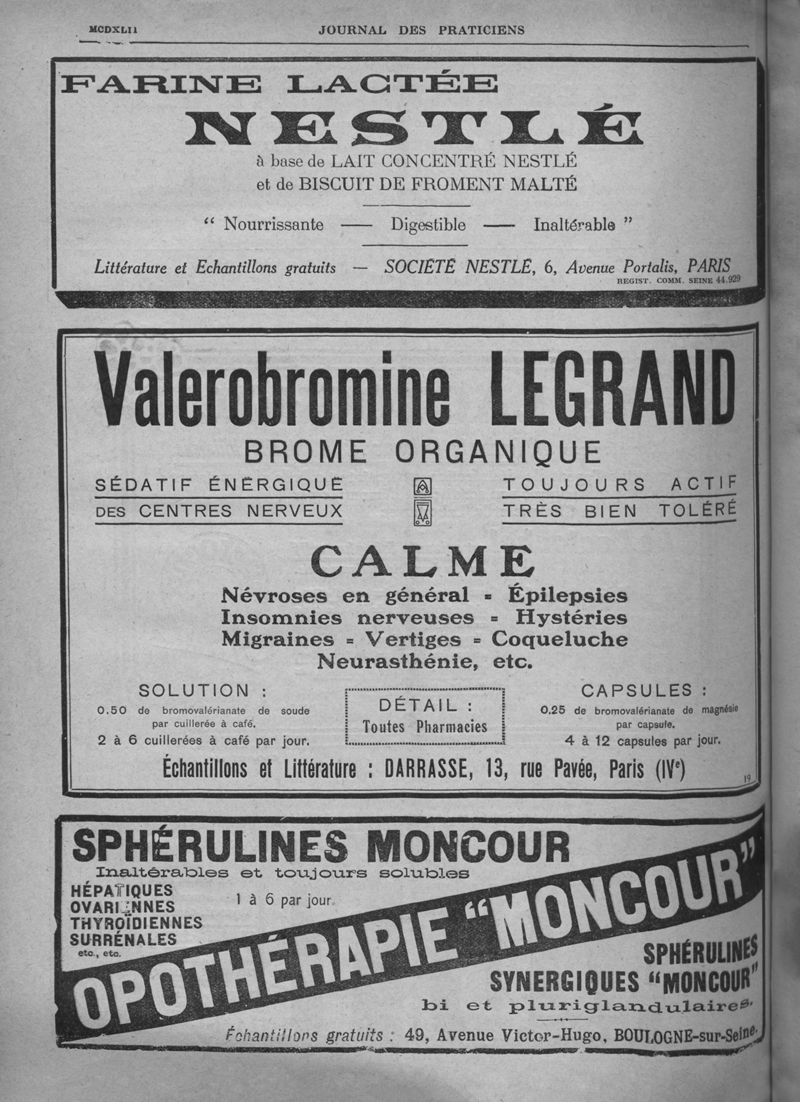 MCDXLII
JOURNAL DES PRATICIENS
FARINE LACTÉE
NESTLÉ
à base de LAIT CONCENTRÉ NESTLÉ
et de BISCUIT DE FROMENT MALTÉ
“ Nourrissante — Digestible — Inaltérable ”
Littérature et Echantillons gratuits — SOCIÉTÉ NESTLÉ, 6, Avenue Portalis, PARIS
REGIST. COMM. SEINE 44.929
Valerobromine LEGRAND
BROME ORGANIQUE
SÉDATIF ÉNERGIQUE
DES CENTRES NERVEUX
TOUJOURS ACTIF
TRÈS BIEN TOLÉRÉ
CALME
Névroses en général = Épilepsies
Insomnies nerveuses = Hystéries
Migraines = Vertiges = Coqueluche
Neurasthénie, etc.
SOLUTION :
0.50 de bromovalérianate de soude
par cuillerée à café.
2 à 6 cuillerées à café par jour.
DÉTAIL :
Toutes Pharmacies
CAPSULES :
0.25 de bromovalérianate de magnésie
par capsule.
4 à 12 capsules par jour.
Échantillons et Littérature : DARRASSE, 13, rue Pavée, Paris (IVe)
19
SPHÉRULINES MONCOUR
Inaltérables et toujours solubles
HÉPATIQUES
OVARIENNES
THYROÏDIENNES
SURRÉNALES
etc., etc.
1 à 6 par jour.
OPOTHÉRAPIE “MONCOUR”
SPHÉRULINES
SYNERGIQUES “MONCOUR”
bi et pluriglandulaires.
Échantillons gratuits : 49, Avenue Victor-Hugo, BOULOGNE-sur-Seine.